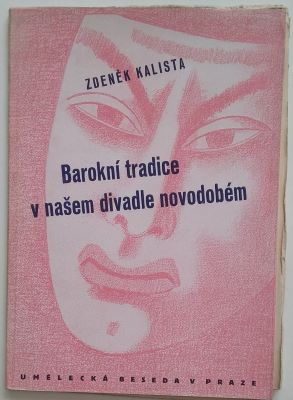 ZDENĚK KALISTA
Barokní tradice
v našem divadle novodobém
UMĚLECKÁ BESEDA V PRAZE